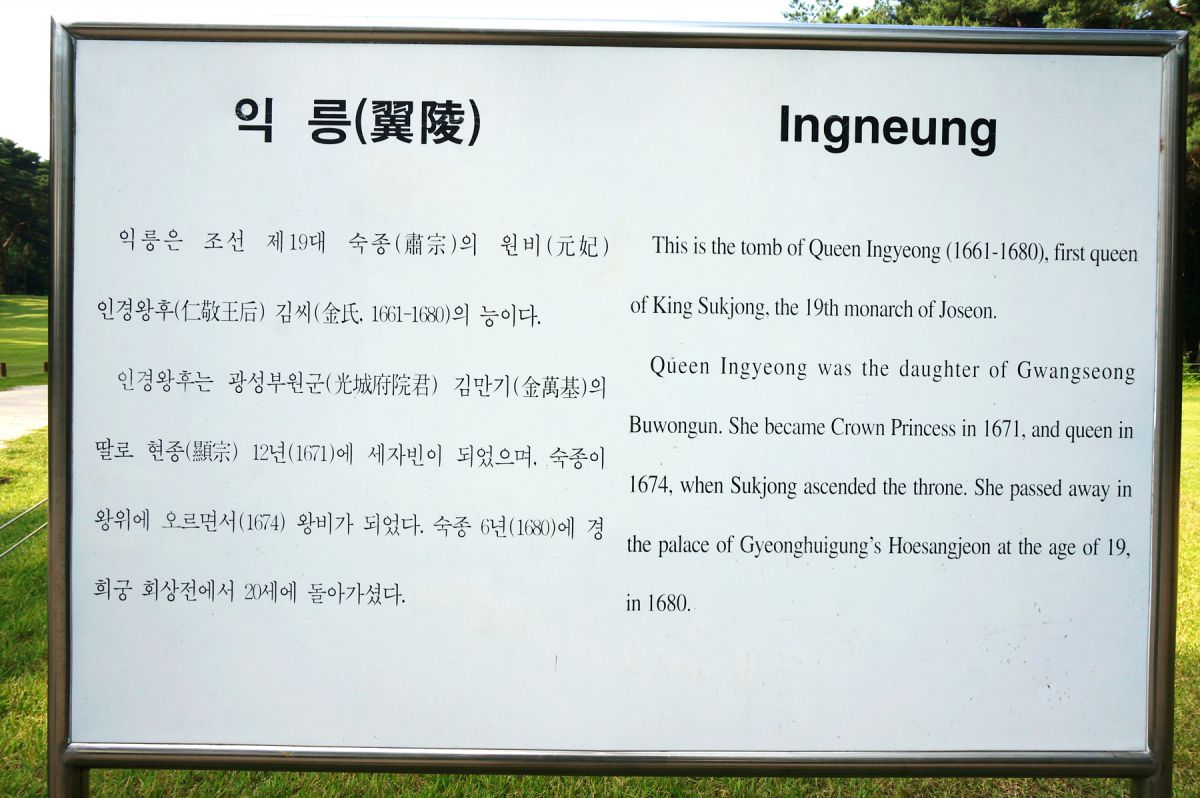 익 릉(翼陵)
익릉은 조선 제19대 숙종(肅宗)의 원비(元妃)
인경왕후(仁敬王后) 김씨(金氏, 1661-1680)의 능이다.
인경왕후는 광성부원군(光城府院君) 김만기(金萬基)의
딸로 현종(顯宗) 12년(1671)에 세자빈이 되었으며, 숙종이
왕위에 오르면서(1674) 왕비가 되었다. 숙종 6년(1680)에 경
희궁 회상전에서 20세에 돌아가셨다.
Ingneung
This is the tomb of Queen Ingyeong (1661-1680), first queen
of King Sukjong, the 19th monarch of Joseon.
Queen Ingyeong was the daughter of Gwangseong
Buwongun. She became Crown Princess in 1671, and queen in
1674, when Sukjong ascended the throne. She passed away in
the palace of Gyeonghuigung's Hoesangjeon at the age of 19,
in 1680.